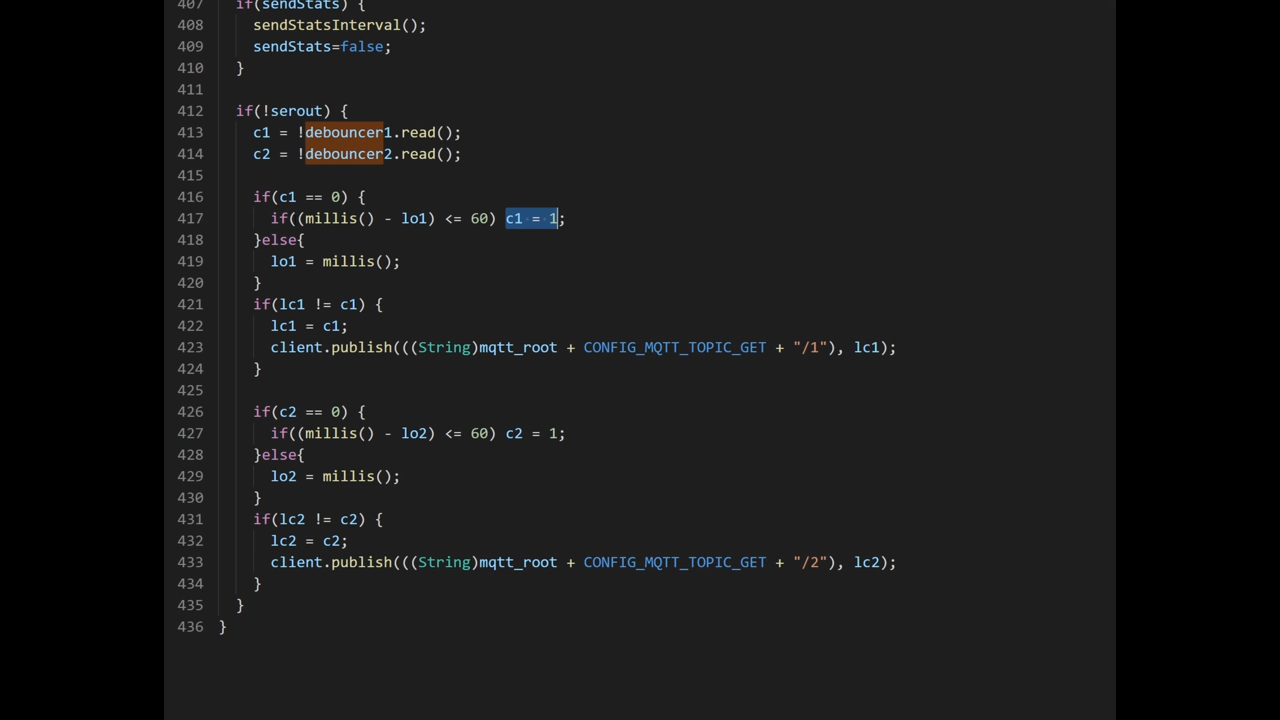 407 if(sendStats) {
408 sendStatsInterval();
409 sendStats=false;
410 }
411
412 if(!serout) {
413 c1 = !debouncer1.read();
414 c2 = !debouncer2.read();
415
416 if(c1 == 0) {
417 if((millis() - lo1) <= 60) c1 = 1;
418 }else{
419 lo1 = millis();
420 }
421 if(lc1 != c1) {
422 lc1 = c1;
423 client.publish(((String)mqtt_root + CONFIG_MQTT_TOPIC_GET + "/1"), lc1);
424 }
425
426 if(c2 == 0) {
427 if((millis() - lo2) <= 60) c2 = 1;
428 }else{
429 lo2 = millis();
430 }
431 if(lc2 != c2) {
432 lc2 = c2;
433 client.publish(((String)mqtt_root + CONFIG_MQTT_TOPIC_GET + "/2"), lc2);
434 }
435 }
436 }